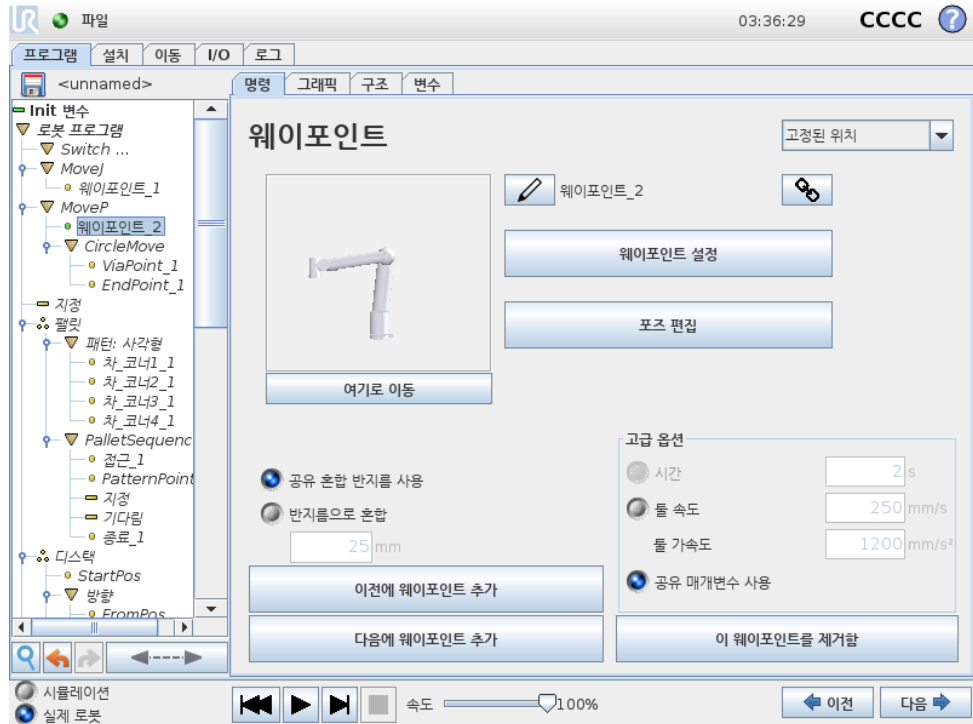 UR 파일 03:36:29 CCCC ?
프로그램 설치 이동 I/O 로그
<unnamed>
명령 그래픽 구조 변수
Init 변수
로봇 프로그램
Switch ...
MoveJ
웨이포인트_1
MoveP
웨이포인트_2
CircleMove
ViaPoint_1
EndPoint_1
지정
팰릿
패턴: 사각형
차_코너1_1
차_코너2_1
차_코너3_1
차_코너4_1
PalletSequenc
접근_1
PatternPoint
지정
기다림
종료_1
디스택
StartPos
방향
FromPos
웨이포인트
고정된 위치
웨이포인트_2
웨이포인트 설정
포즈 편집
여기로 이동
공유 혼합 반지름 사용
반지름으로 혼합
25 mm
고급 옵션
시간 2 s
툴 속도 250 mm/s
툴 가속도 1200 mm/s²
공유 매개변수 사용
이전에 웨이포인트 추가
다음에 웨이포인트 추가
이 웨이포인트를 제거함
시뮬레이션
실제 로봇
속도 100%
이전
다음